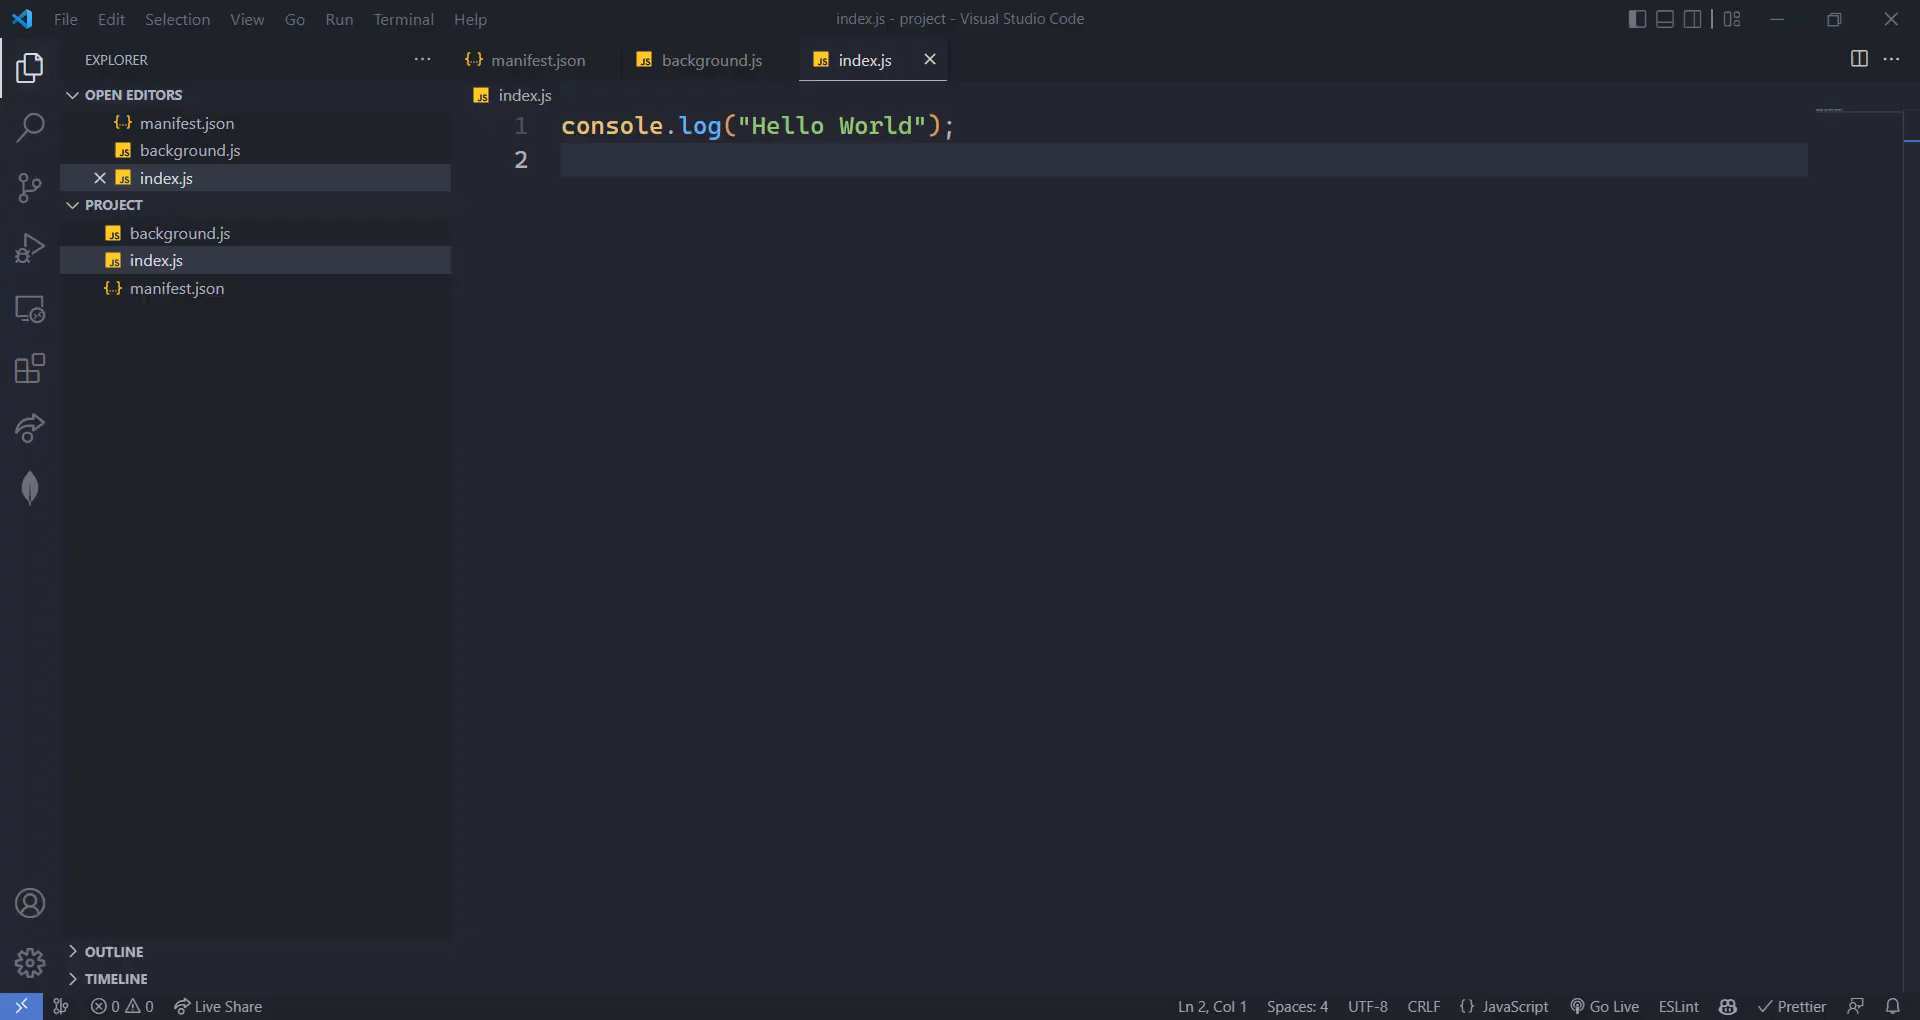 File Edit Selection View Go Run Terminal Help
index.js - project - Visual Studio Code
EXPLORER
OPEN EDITORS
manifest.json
background.js
index.js
PROJECT
background.js
index.js
manifest.json
OUTLINE
TIMELINE
manifest.json
background.js
index.js
index.js
1 console.log("Hello World");
2
0 0 Live Share
Ln 2, Col 1 Spaces: 4 UTF-8 CRLF {} JavaScript Go Live ESLint Prettier